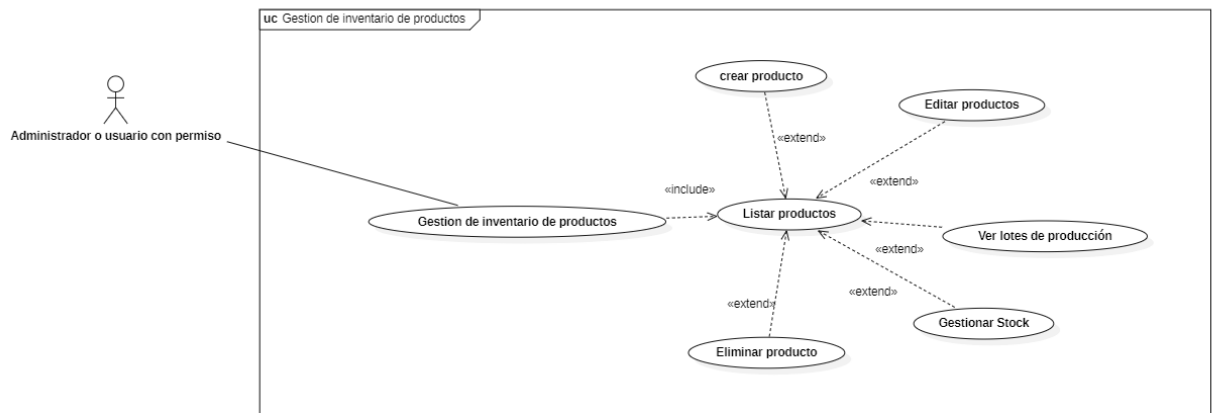 uc Gestion de inventario de productos
crear producto
Editar productos
Administrador o usuario con permiso
«extend»
«extend»
«include»
Listar productos
Gestion de inventario de productos
Ver lotes de producción
«extend»
«extend»
«extend»
Gestionar Stock
Eliminar producto